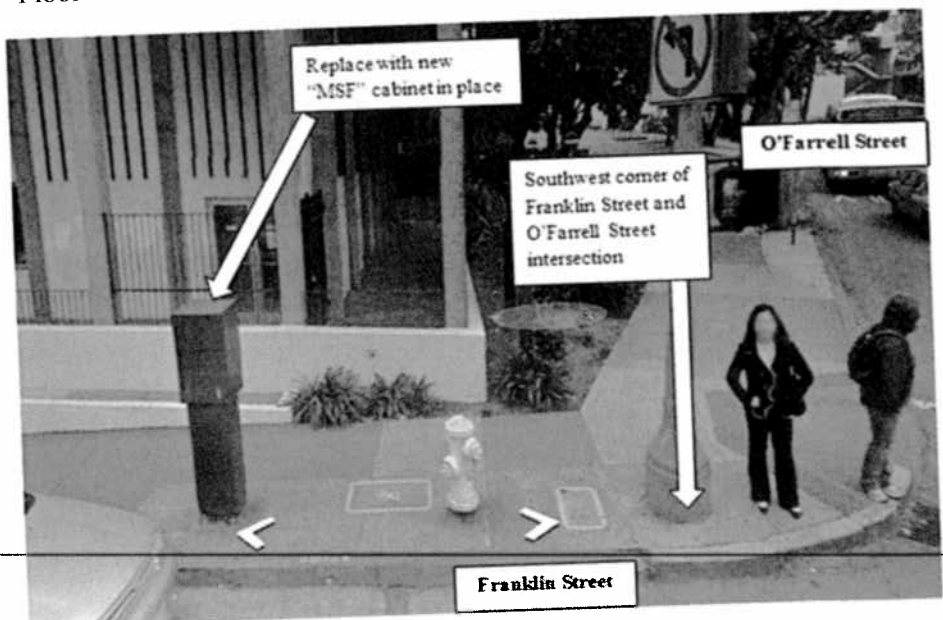 Replace with new
"MSF" cabinet in place
O'Farrell Street
Southwest corner of
Franklin Street and
O'Farrell Street
intersection
Franklin Street